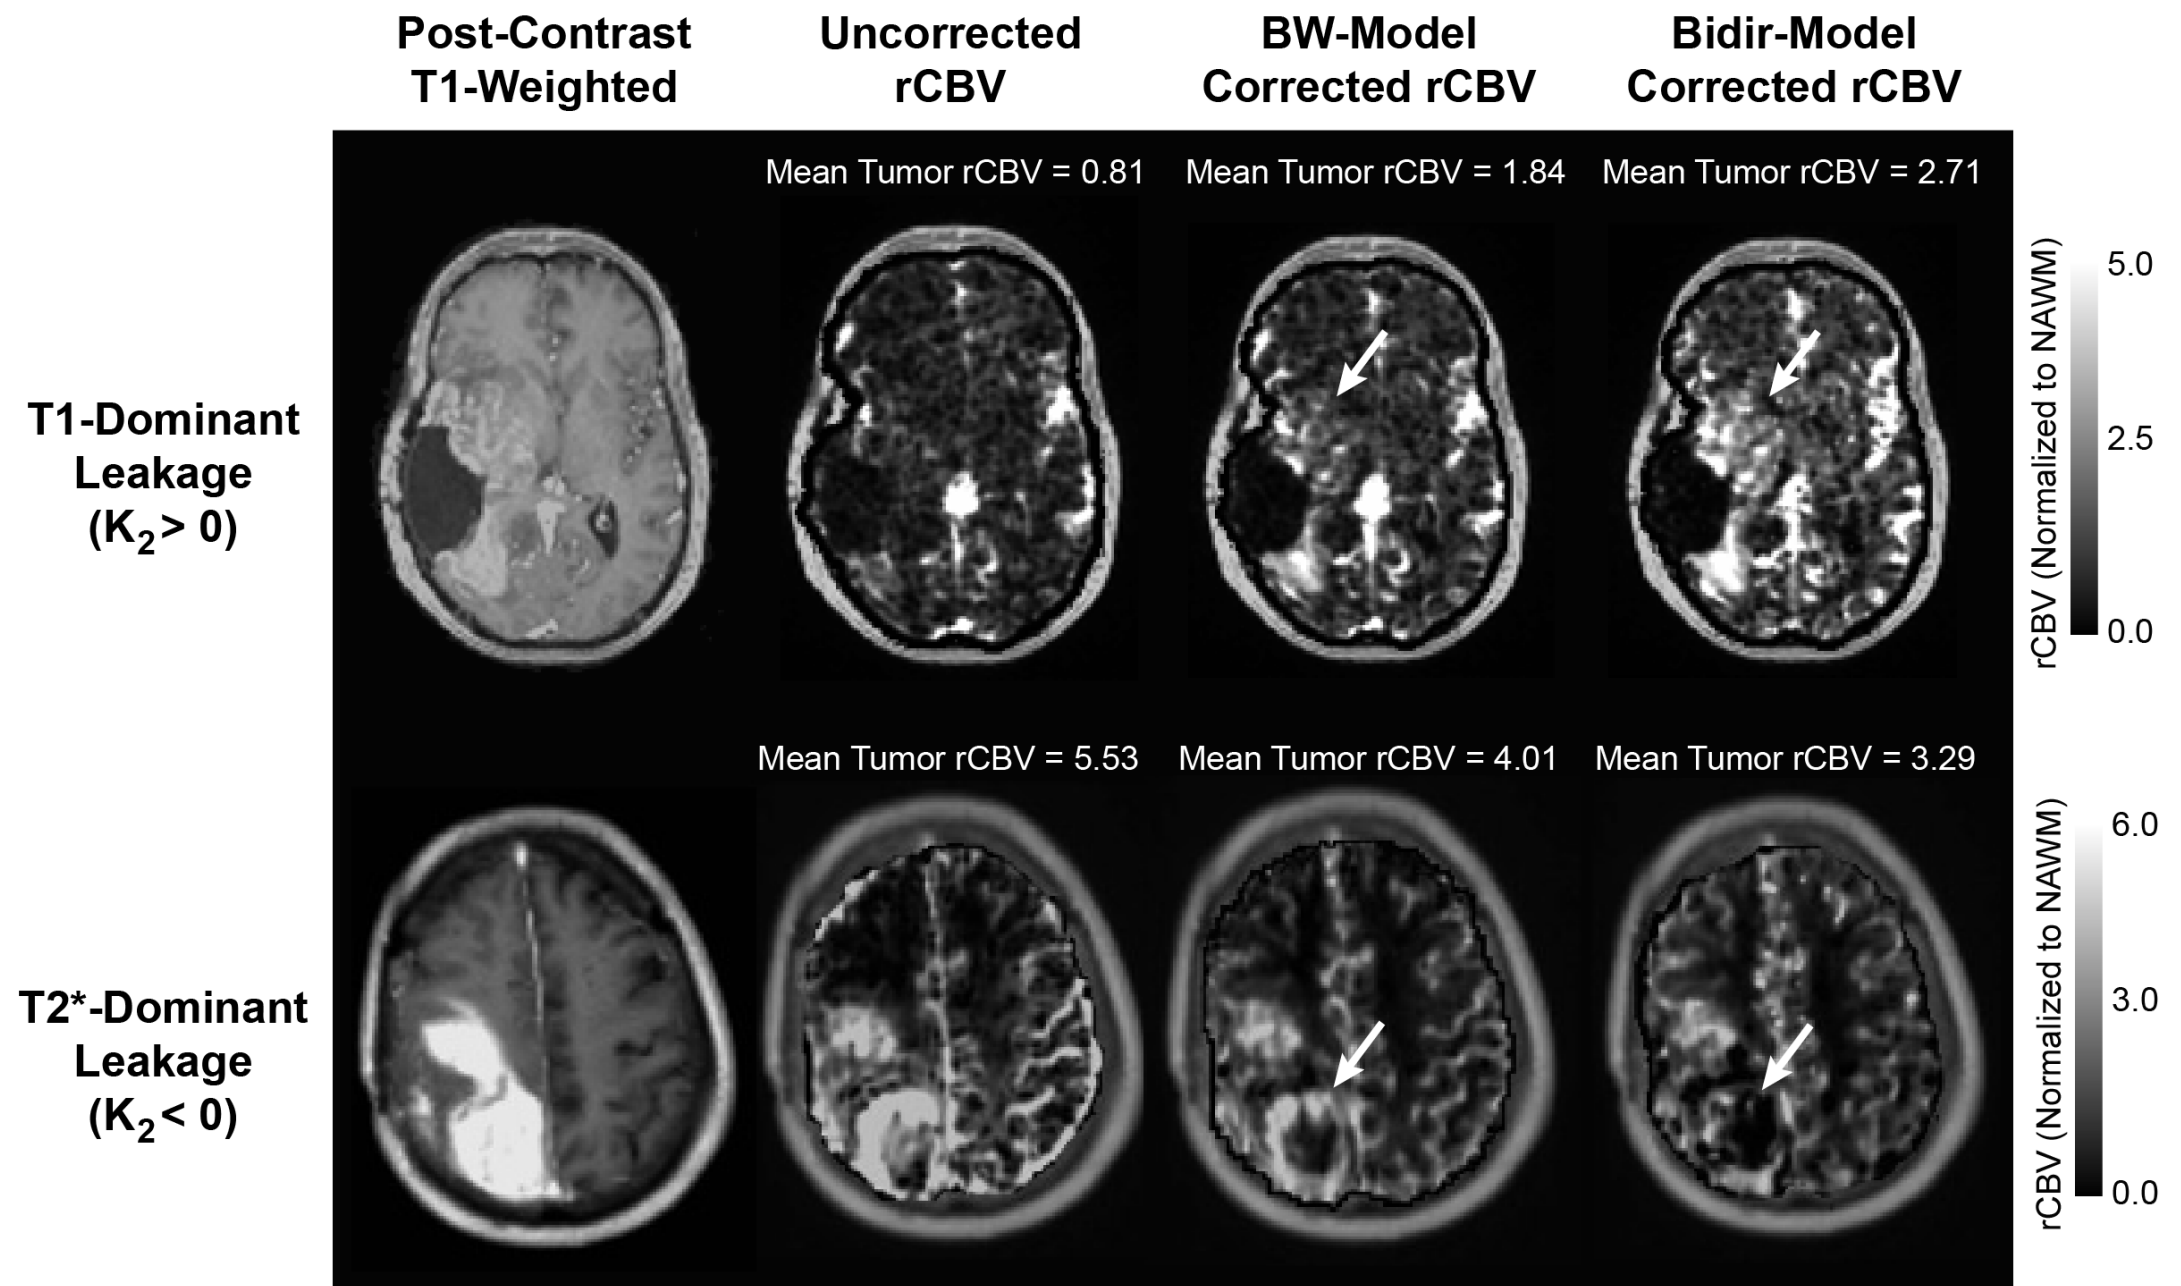 Post-Contrast
T1-Weighted
Uncorrected
rCBV
BW-Model
Corrected rCBV
Bidir-Model
Corrected rCBV
Mean Tumor rCBV = 0.81
Mean Tumor rCBV = 1.84
Mean Tumor rCBV = 2.71
T1-Dominant
Leakage
(K2 > 0)
rCBV (Normalized to NAWM)
5.0
2.5
0.0
Mean Tumor rCBV = 5.53
Mean Tumor rCBV = 4.01
Mean Tumor rCBV = 3.29
T2*-Dominant
Leakage
(K2 < 0)
rCBV (Normalized to NAWM)
6.0
3.0
0.0